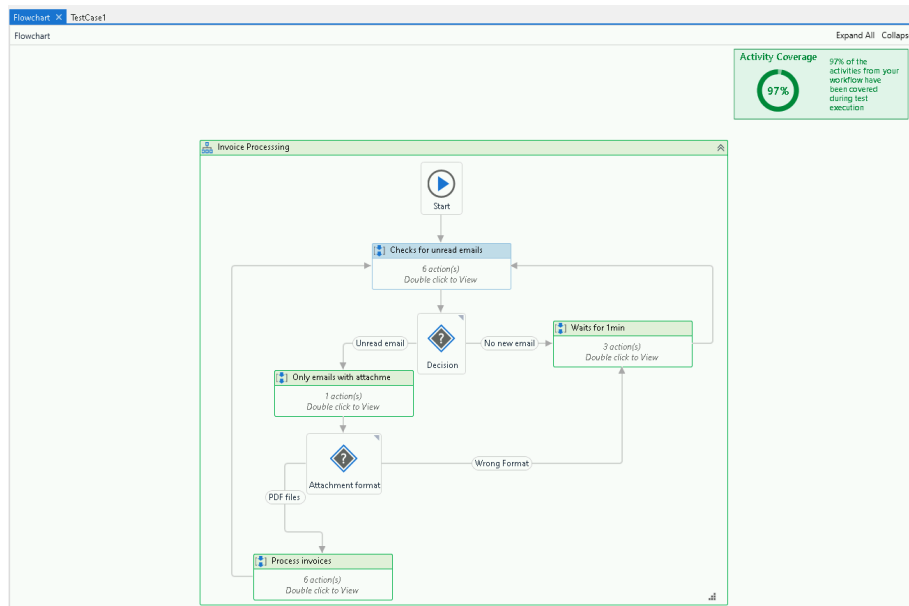 Flowchart
TestCase1
Flowchart
Expand All
Collaps
Activity Coverage
97%
97% of the
activities from your
workflow have
been covered
during test
execution
Invoice Processsing
Start
Checks for unread emails
6 action(s)
Double click to View
Decision
Unread email
No new email
Waits for 1min
3 action(s)
Double click to View
Only emails with attachme
1 action(s)
Double click to View
Attachment format
Wrong Format
PDF files
Process invoices
6 action(s)
Double click to View